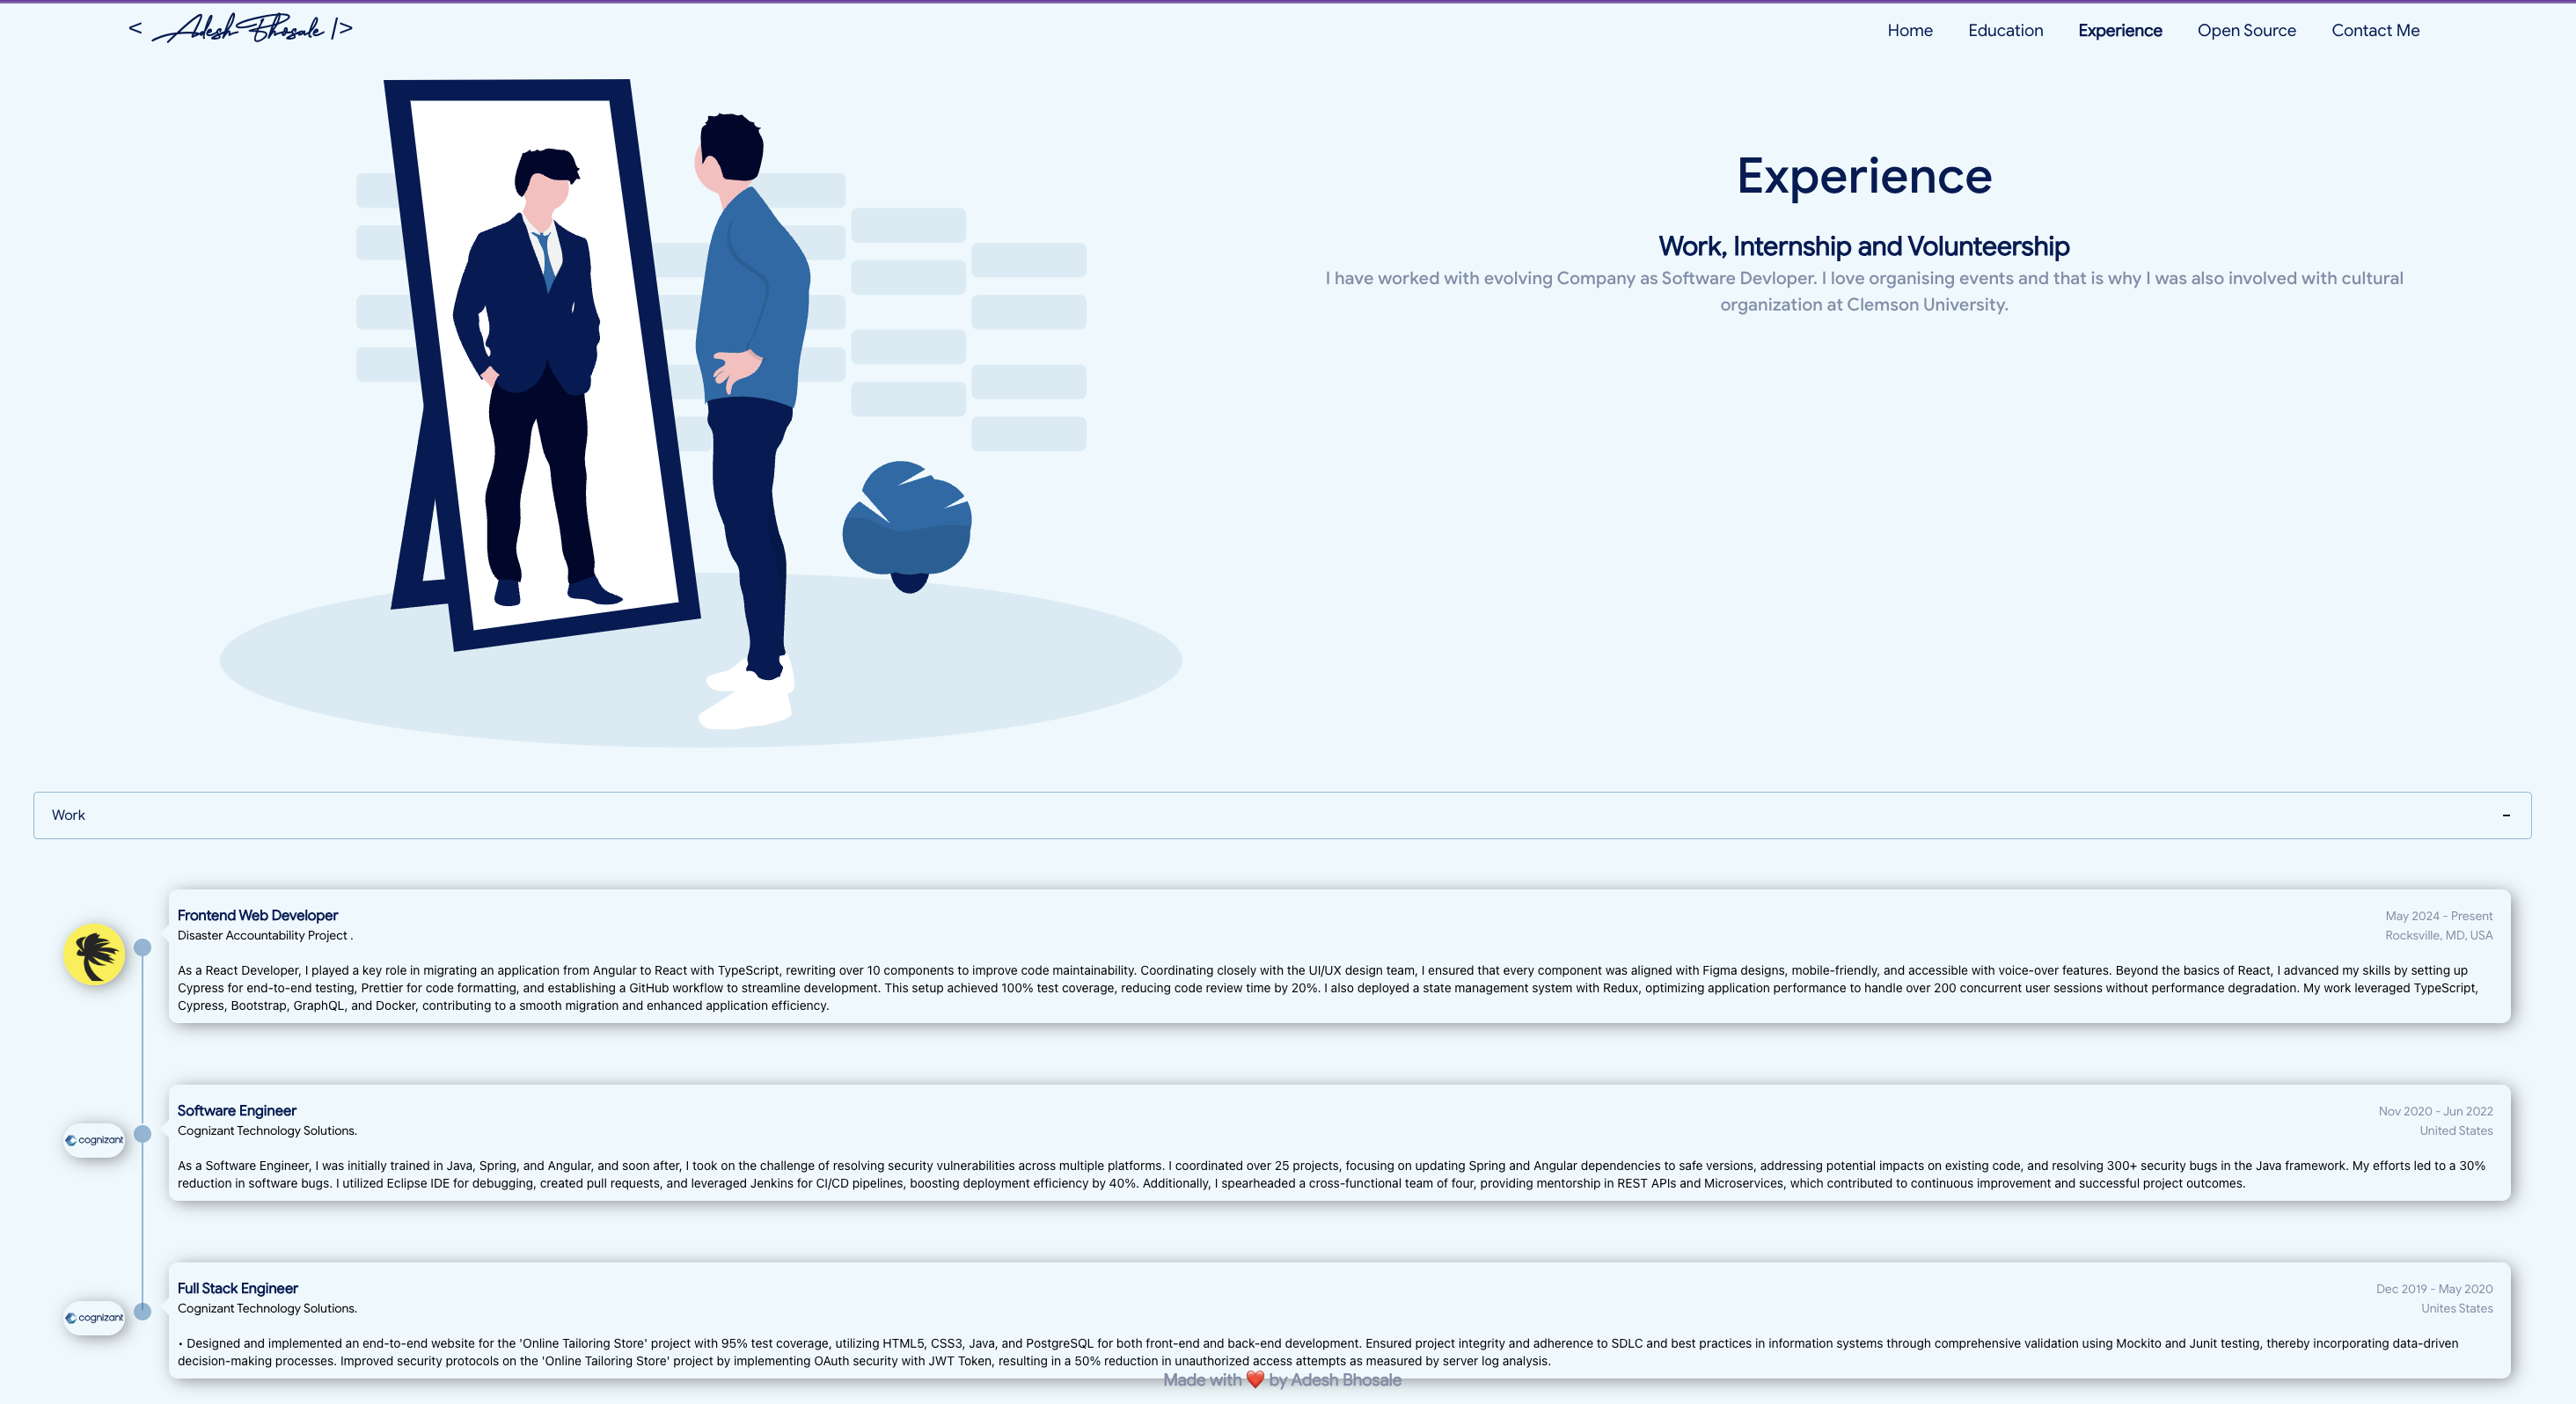 < Adesh Bhosale />
Home Education Experience Open Source Contact Me
Experience
Work, Internship and Volunteership
I have worked with evolving Company as Software Devloper. I love organising events and that is why I was also involved with cultural
organization at Clemson University.
Work -
Frontend Web Developer
May 2024 - Present
Disaster Accountability Project .
Rocksville, MD, USA
As a React Developer, I played a key role in migrating an application from Angular to React with TypeScript, rewriting over 10 components to improve code maintainability. Coordinating closely with the UI/UX design team, I ensured that every component was aligned with Figma designs, mobile-friendly, and accessible with voice-over features. Beyond the basics of React, I advanced my skills by setting up
Cypress for end-to-end testing, Prettier for code formatting, and establishing a GitHub workflow to streamline development. This setup achieved 100% test coverage, reducing code review time by 20%. I also deployed a state management system with Redux, optimizing application performance to handle over 200 concurrent user sessions without performance degradation. My work leveraged TypeScript,
Cypress, Bootstrap, GraphQL, and Docker, contributing to a smooth migration and enhanced application efficiency.
cognizant
Software Engineer
Nov 2020 - Jun 2022
Cognizant Technology Solutions.
United States
As a Software Engineer, I was initially trained in Java, Spring, and Angular, and soon after, I took on the challenge of resolving security vulnerabilities across multiple platforms. I coordinated over 25 projects, focusing on updating Spring and Angular dependencies to safe versions, addressing potential impacts on existing code, and resolving 300+ security bugs in the Java framework. My efforts led to a 30%
reduction in software bugs. I utilized Eclipse IDE for debugging, created pull requests, and leveraged Jenkins for CI/CD pipelines, boosting deployment efficiency by 40%. Additionally, I spearheaded a cross-functional team of four, providing mentorship in REST APIs and Microservices, which contributed to continuous improvement and successful project outcomes.
cognizant
Full Stack Engineer
Dec 2019 - May 2020
Cognizant Technology Solutions.
Unites States
• Designed and implemented an end-to-end website for the 'Online Tailoring Store' project with 95% test coverage, utilizing HTML5, CSS3, Java, and PostgreSQL for both front-end and back-end development. Ensured project integrity and adherence to SDLC and best practices in information systems through comprehensive validation using Mockito and Junit testing, thereby incorporating data-driven
decision-making processes. Improved security protocols on the 'Online Tailoring Store' project by implementing OAuth security with JWT Token, resulting in a 50% reduction in unauthorized access attempts as measured by server log analysis.
Made with ❤️ by Adesh Bhosale